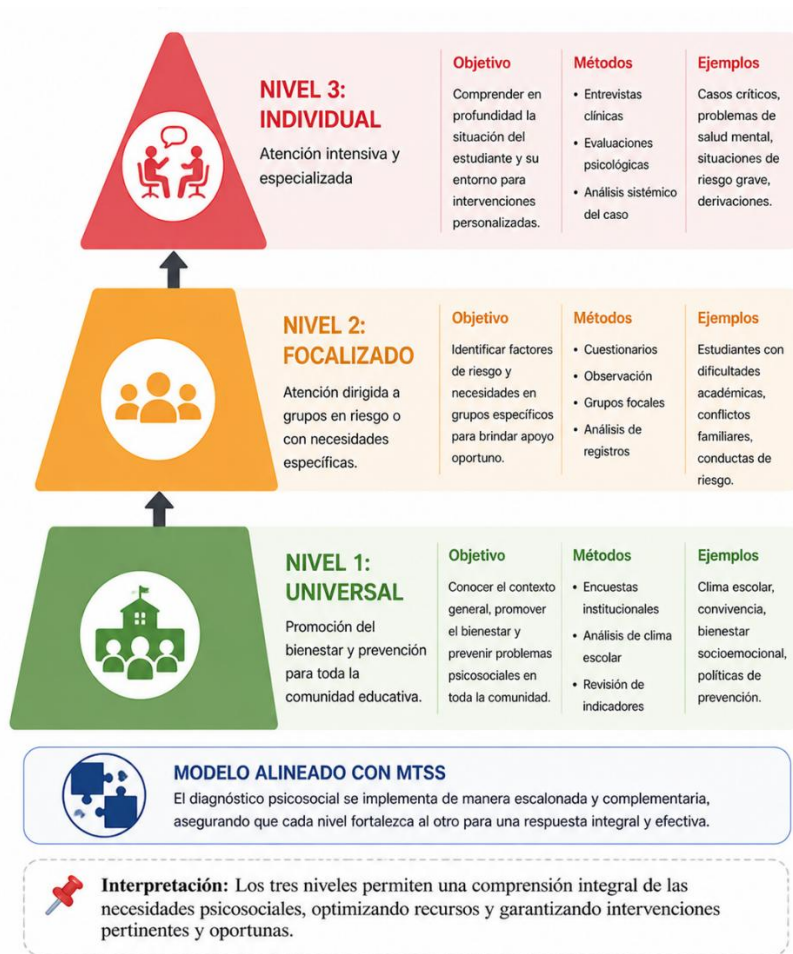 NIVEL 3:
INDIVIDUAL
Atención intensiva y
especializada
Objetivo
Comprender en
profundidad la
situación del
estudiante y su
entorno para
intervenciones
personalizadas.
Métodos
• Entrevistas
clínicas
• Evaluaciones
psicológicas
• Análisis sistémico
del caso
Ejemplos
Casos críticos,
problemas de
salud mental,
situaciones de
riesgo grave,
derivaciones.
NIVEL 2:
FOCALIZADO
Atención dirigida a
grupos en riesgo o
con necesidades
específicas.
Objetivo
Identificar factores
de riesgo y
necesidades en
grupos específicos
para brindar apoyo
oportuno.
Métodos
• Cuestionarios
• Observación
• Grupos focales
• Análisis de
registros
Ejemplos
Estudiantes con
dificultades
académicas,
conflictos
familiares,
conductas de
riesgo.
NIVEL 1:
UNIVERSAL
Promoción del
bienestar y prevención
para toda la
comunidad educativa.
Objetivo
Conocer el contexto
general, promover
el bienestar y
prevenir problemas
psicosociales en
toda la comunidad.
Métodos
• Encuestas
institucionales
• Análisis de clima
escolar
• Revisión de
indicadores
Ejemplos
Clima escolar,
convivencia,
bienestar
socioemocional,
políticas de
prevención.
MODELO ALINEADO CON MTSS
El diagnóstico psicosocial se implementa de manera escalonada y complementaria,
asegurando que cada nivel fortalezca al otro para una respuesta integral y efectiva.
Interpretación: Los tres niveles permiten una comprensión integral de las
necesidades psicosociales, optimizando recursos y garantizando intervenciones
pertinentes y oportunas.